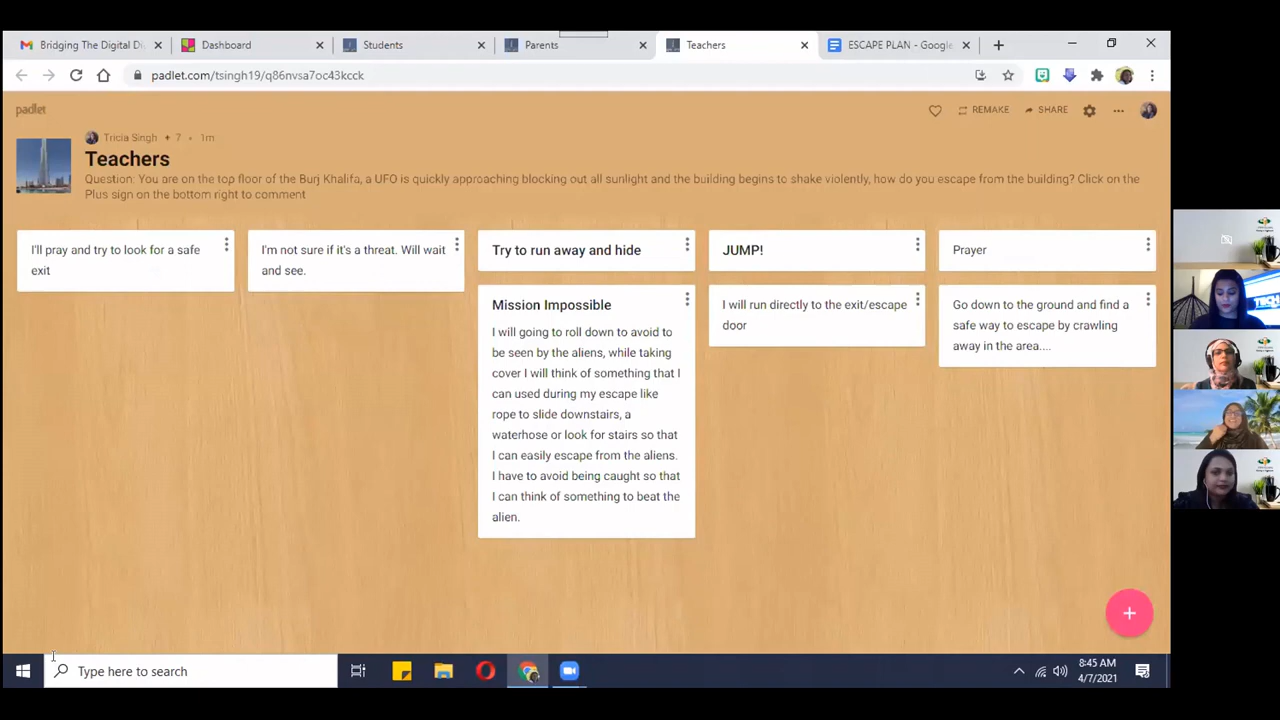 Bridging The Digital Di
Dashboard
Students
Parents
Teachers
ESCAPE PLAN - Google
padlet.com/tsingh19/q86nvsa7oc43kcck
padlet
REMAKE
SHARE
Tricia Singh + 7 • 1m
Teachers
Question: You are on the top floor of the Burj Khalifa, a UFO is quickly approaching blocking out all sunlight and the building begins to shake violently, how do you escape from the building? Click on the
Plus sign on the bottom right to comment
I'll pray and try to look for a safe
exit
I'm not sure if it's a threat. Will wait
and see.
Try to run away and hide
Mission Impossible
I will going to roll down to avoid to
be seen by the aliens, while taking
cover I will think of something that I
can used during my escape like
rope to slide downstairs, a
waterhose or look for stairs so that
I can easily escape from the aliens.
I have to avoid being caught so that
I can think of something to beat the
alien.
JUMP!
I will run directly to the exit/escape
door
Prayer
Go down to the ground and find a
safe way to escape by crawling
away in the area....
Type here to search
8:45 AM
4/7/2021